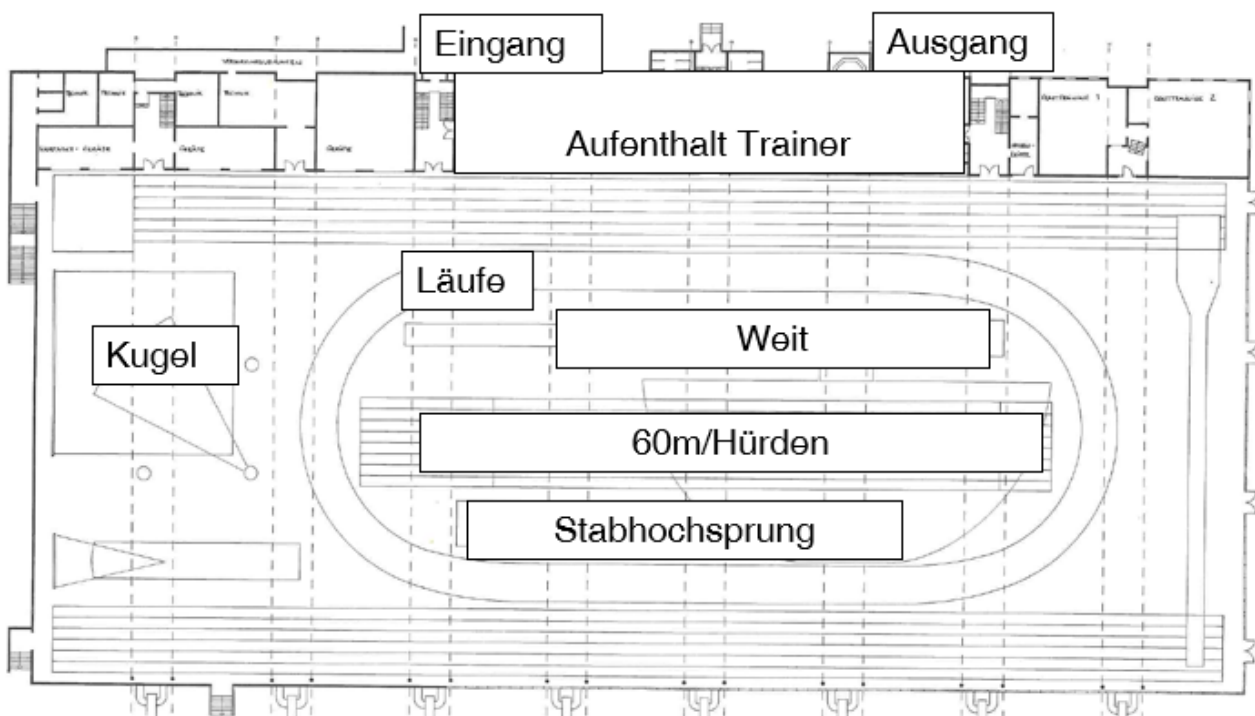 Eingang
Ausgang
Aufenthalt Trainer
Läufe
Weit
Kugel
60m/Hürden
Stabhochsprung